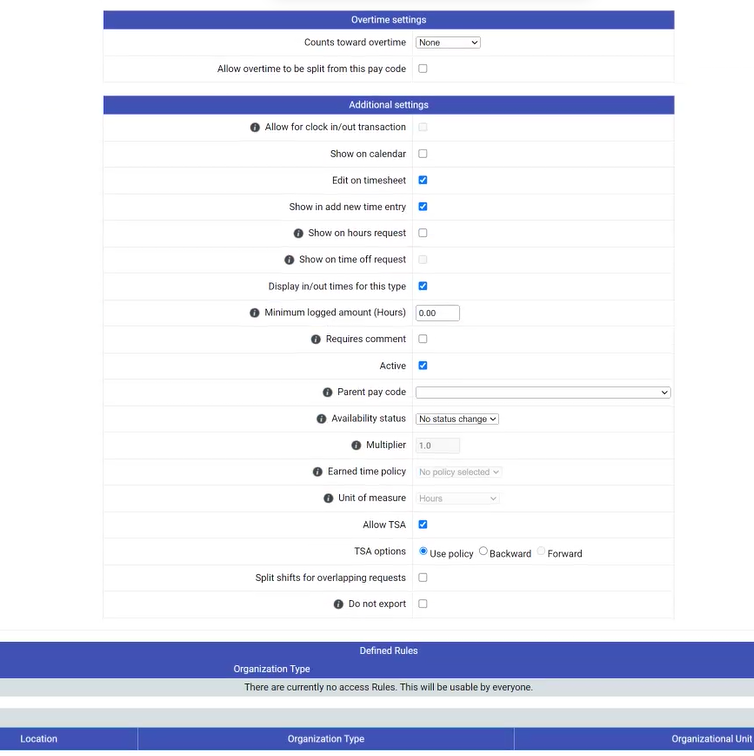 Overtime settings
Counts toward overtime None
Allow overtime to be split from this pay code
Additional settings
Allow for clock in/out transaction
Show on calendar
Edit on timesheet
Show in add new time entry
Show on hours request
Show on time off request
Display in/out times for this type
Minimum logged amount (Hours) 0.00
Requires comment
Active
Parent pay code
Availability status No status change
Multiplier 1.0
Earned time policy No policy selected
Unit of measure Hours
Allow TSA
TSA options Use policy Backward Forward
Split shifts for overlapping requests
Do not export
Defined Rules
Organization Type
There are currently no access Rules. This will be usable by everyone.
Location Organization Type Organizational Unit